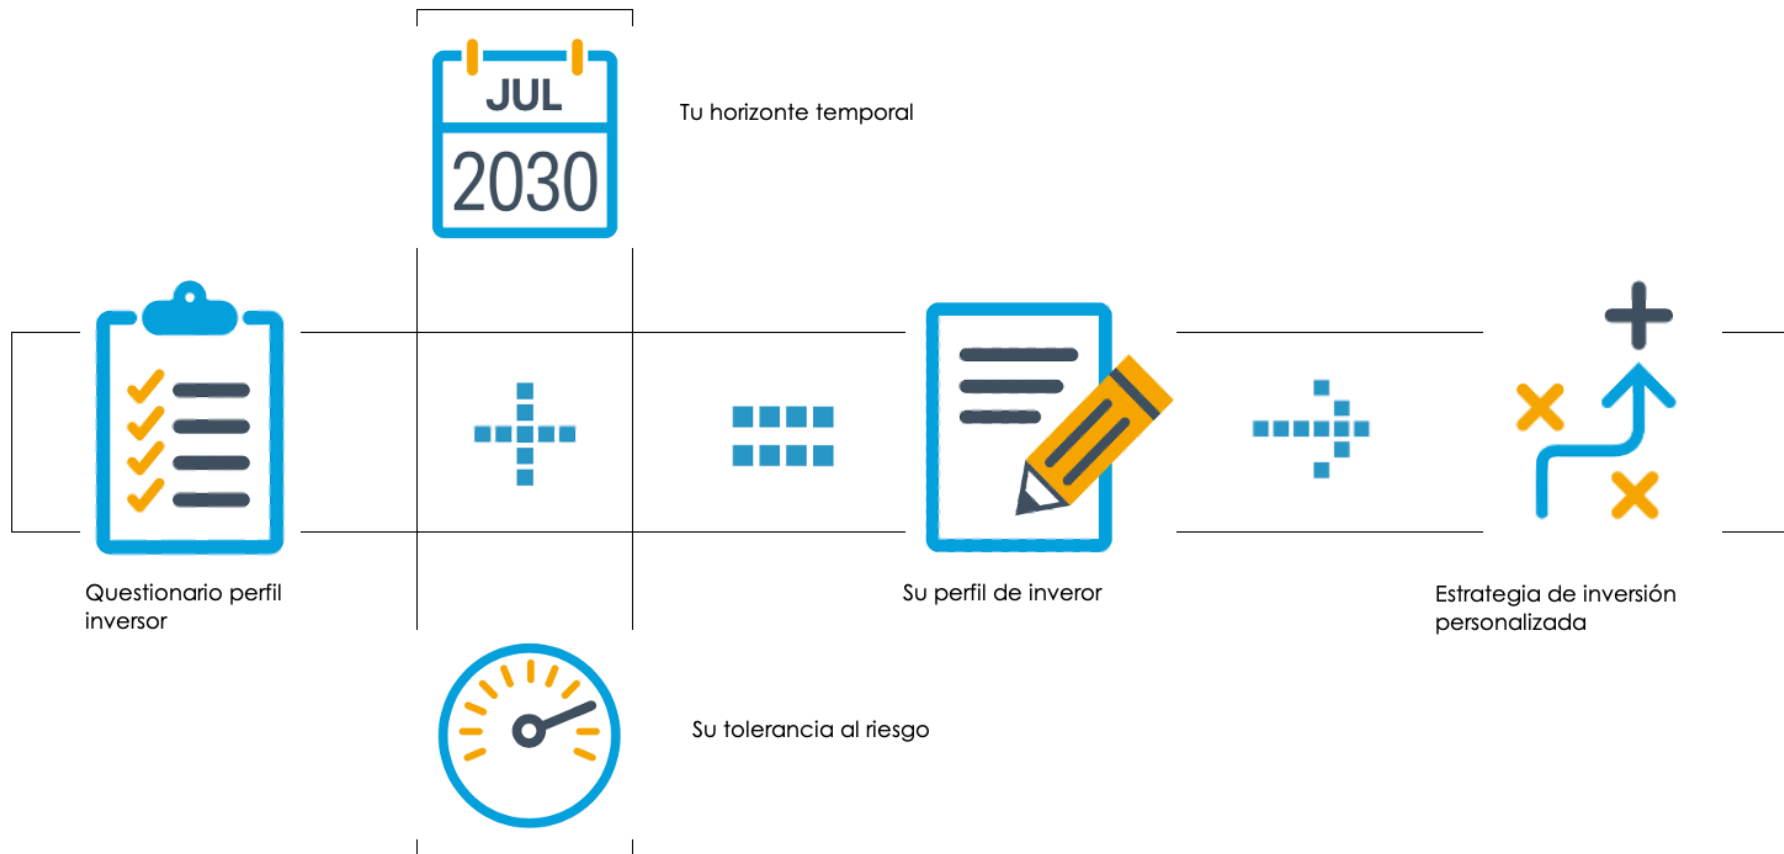 JUL
2030
Tu horizonte temporal
Questionario perfil
inversor
Su perfil de inveror
Estrategia de inversión
personalizada
Su tolerancia al riesgo